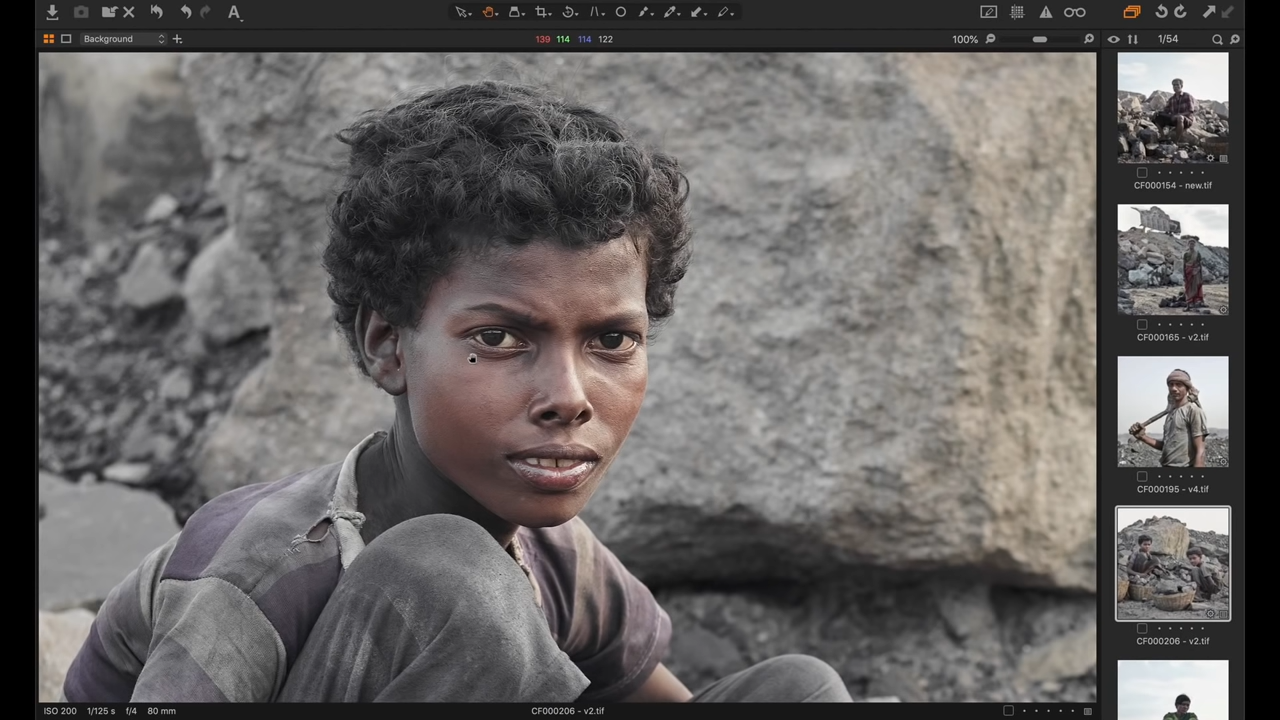 A
Background
139 114 114 122
100%
1/54
CF000154 - new.tif
CF000165 - v2.tif
CF000195 - v4.tif
CF000206 - v2.tif
ISO 200 1/125 s f/4 80 mm
CF000206 - v2.tif